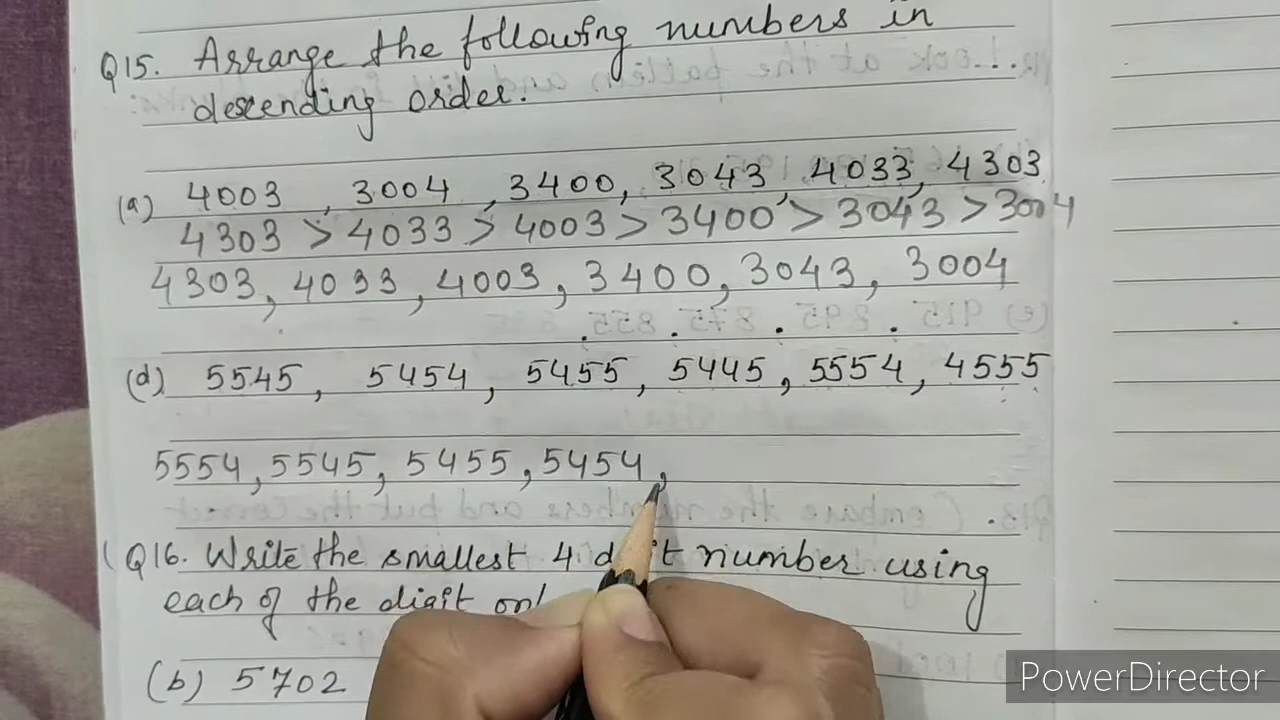 Q15. Arrange the following numbers in
descending order.
(a) 4003, 3004, 3400, 3043, 4033, 4303
4303 > 4033 > 4003 > 3400 > 3043 > 3004
4303, 4033, 4003, 3400, 3043, 3004
(d) 5545, 5454, 5455, 5445, 5554, 4555
5554, 5545, 5455, 5454,
Q16. Write the smallest 4 digit number using
each of the digit
(b) 5702
PowerDirector